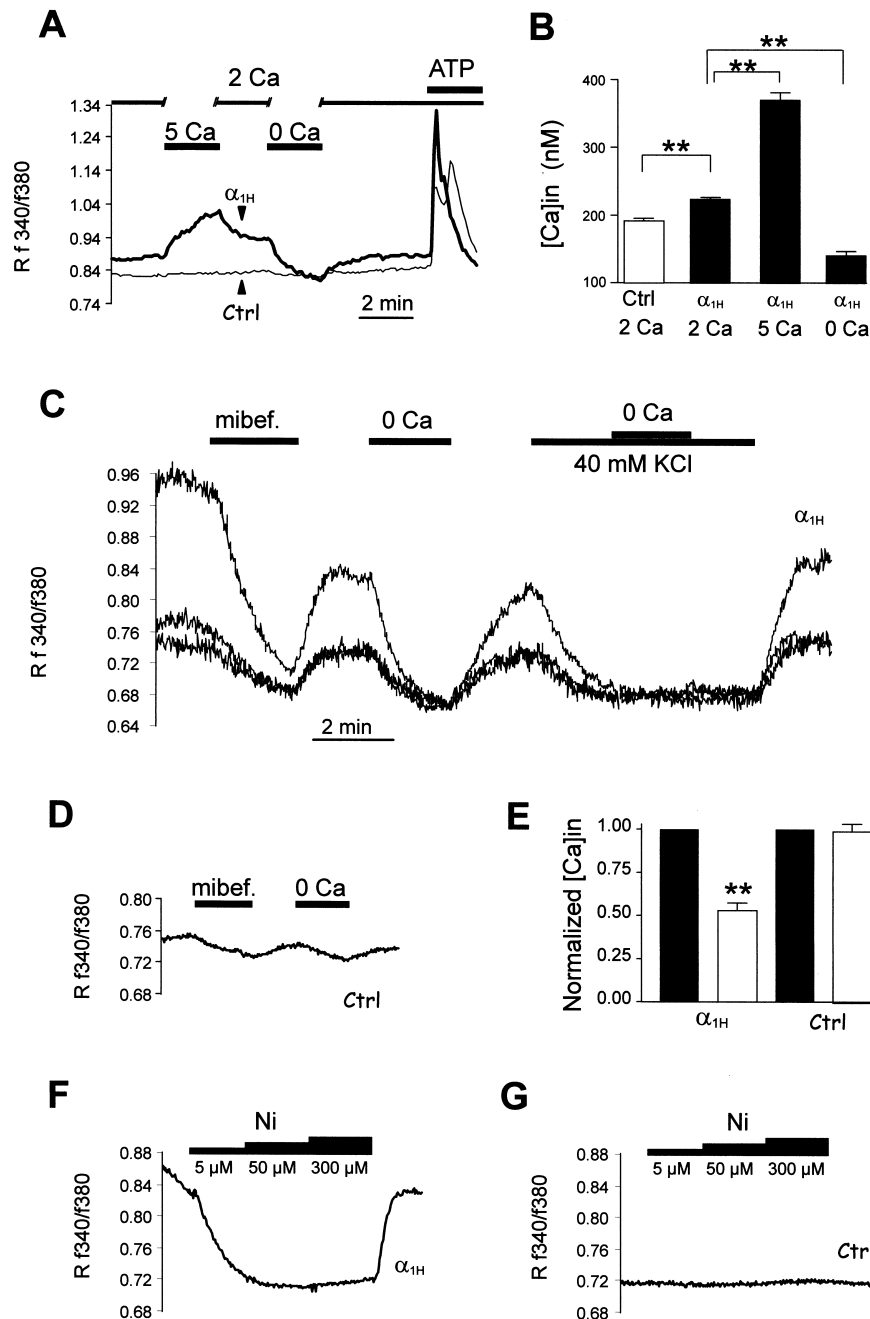 A
2 Ca
ATP
5 Ca
0 Ca
1.34
1.24
1.14
1.04
0.94
0.84
0.74
R f 340/f380
α1H
Ctrl
2 min
B
**
**
**
400
300
200
100
[Ca]in (nM)
Ctrl
α1H
α1H
α1H
2 Ca
2 Ca
5 Ca
0 Ca
C
mibef.
0 Ca
0 Ca
40 mM KCl
0.96
0.92
0.88
0.84
0.80
0.76
0.72
0.68
0.64
R f 340/f380
α1H
2 min
D
mibef.
0 Ca
0.80
0.76
0.72
0.68
R f340/f380
Ctrl
E
1.00
0.75
0.50
0.25
0.00
Normalized [Ca]in
**
α1H
Ctrl
F
Ni
5 µM
50 µM
300 µM
0.88
0.84
0.80
0.76
0.72
0.68
R f340/f380
α1H
G
Ni
5 µM
50 µM
300 µM
0.88
0.84
0.80
0.76
0.72
0.68
R f340/f380
Ctr